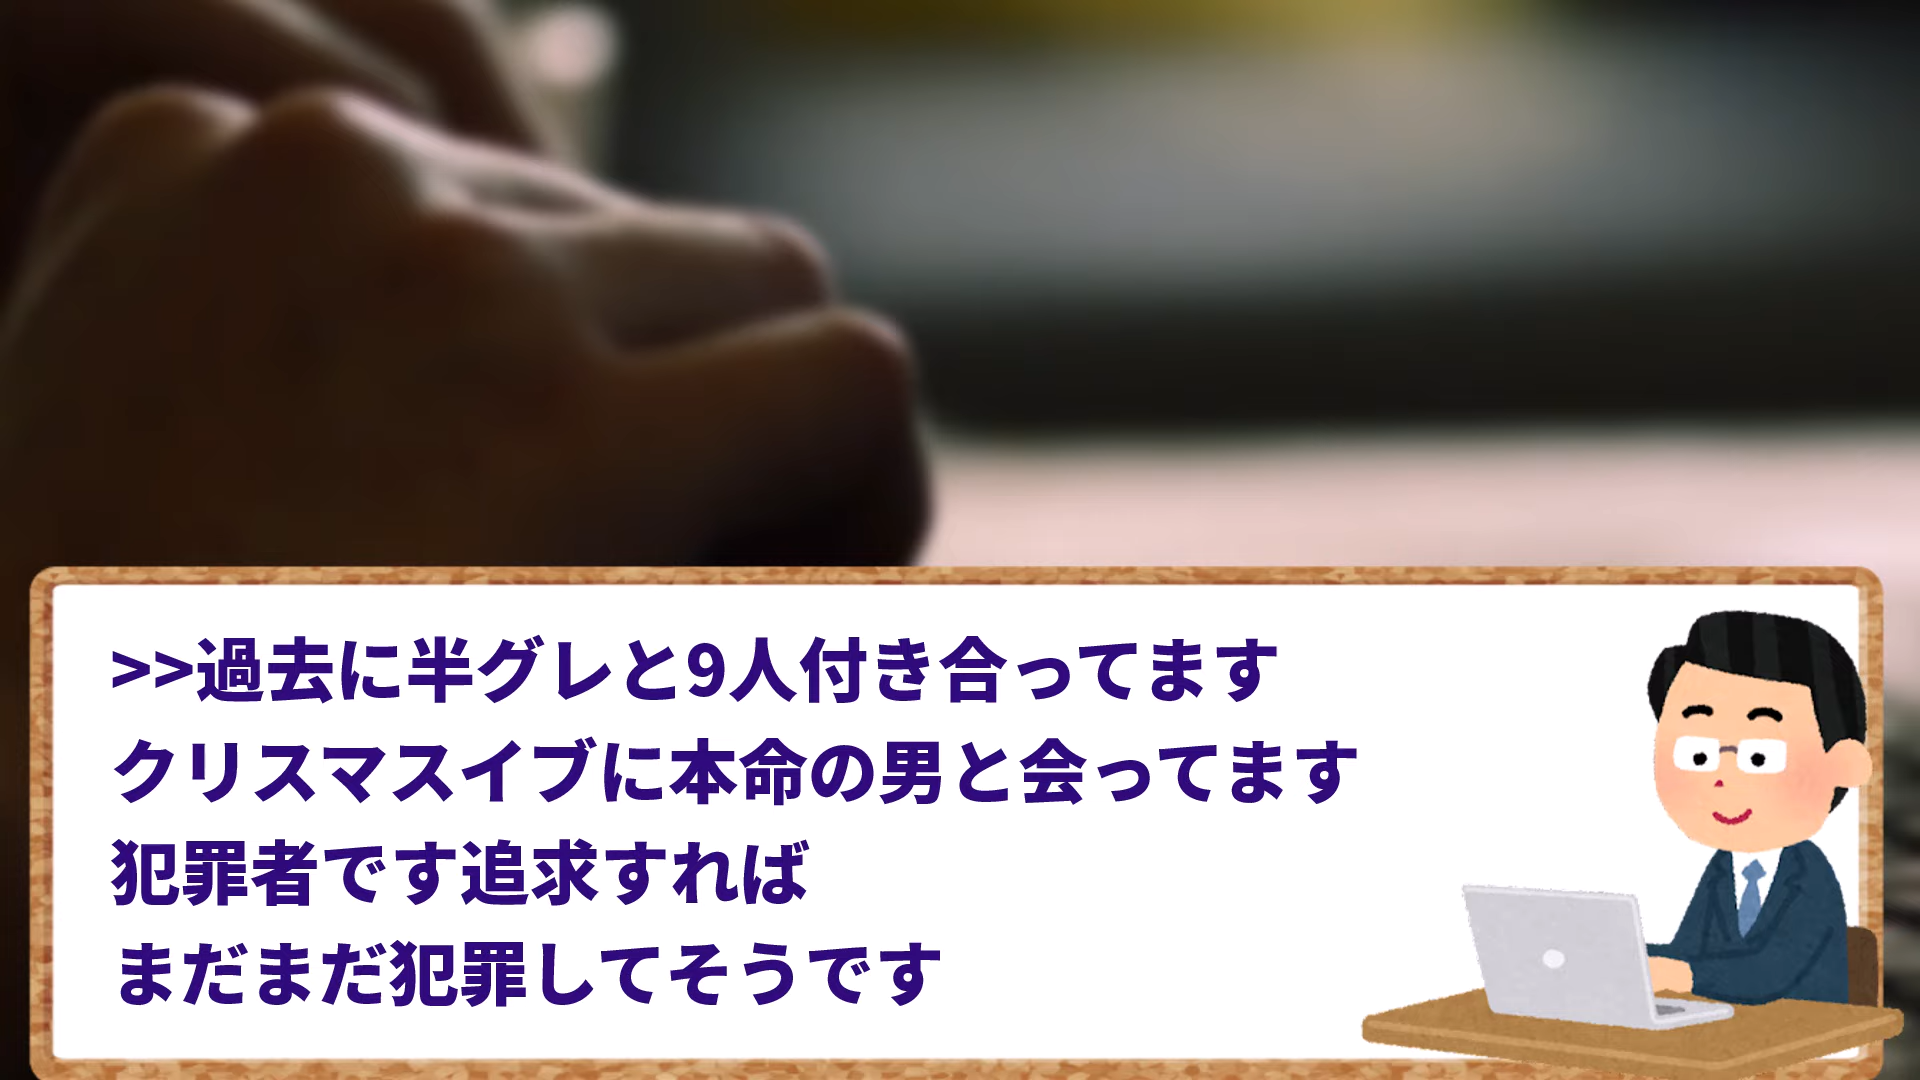 >>過去に半グレと9人付き合ってます
クリスマスイブに本命の男と会ってます
犯罪者です追求すれば
まだまだ犯罪してそうです